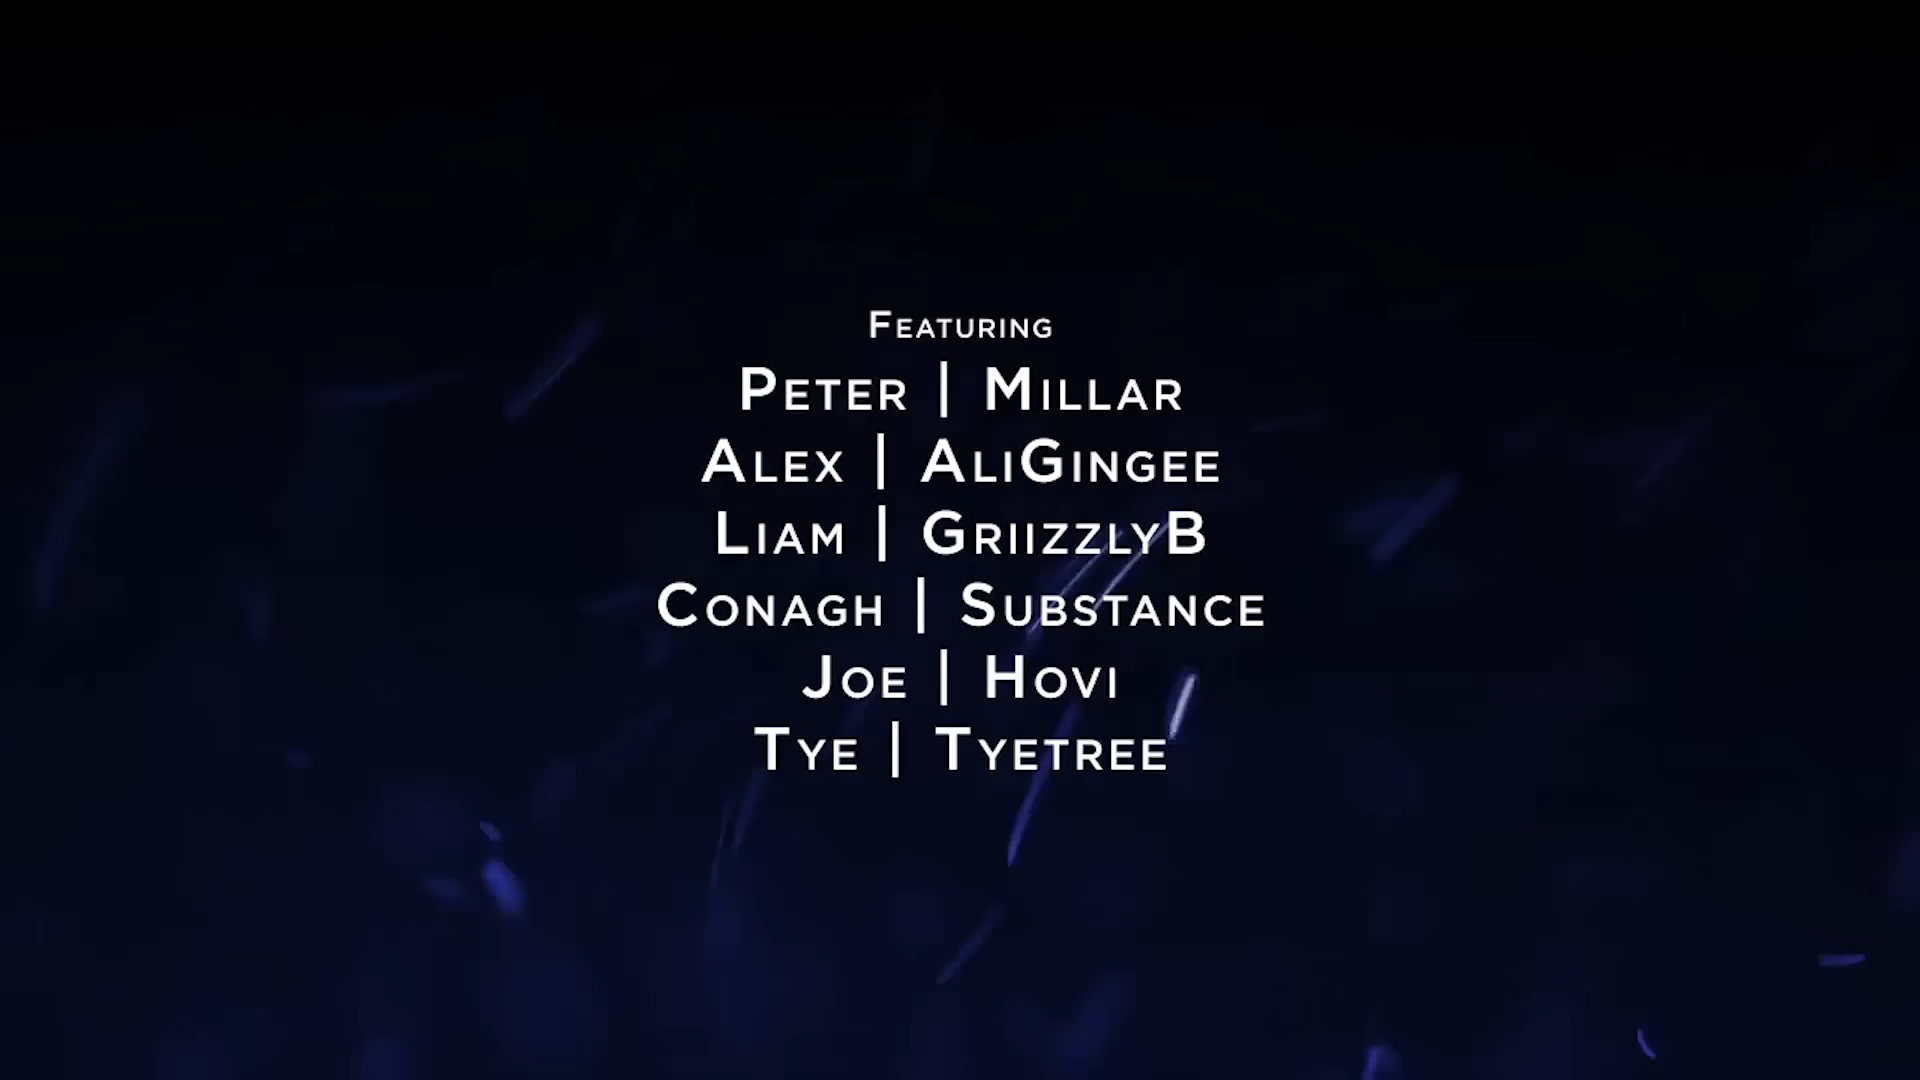 Featuring
Peter | Millar
Alex | AliGingee
Liam | GriizzlyB
Conagh | Substance
Joe | Hovi
Tye | Tyetree